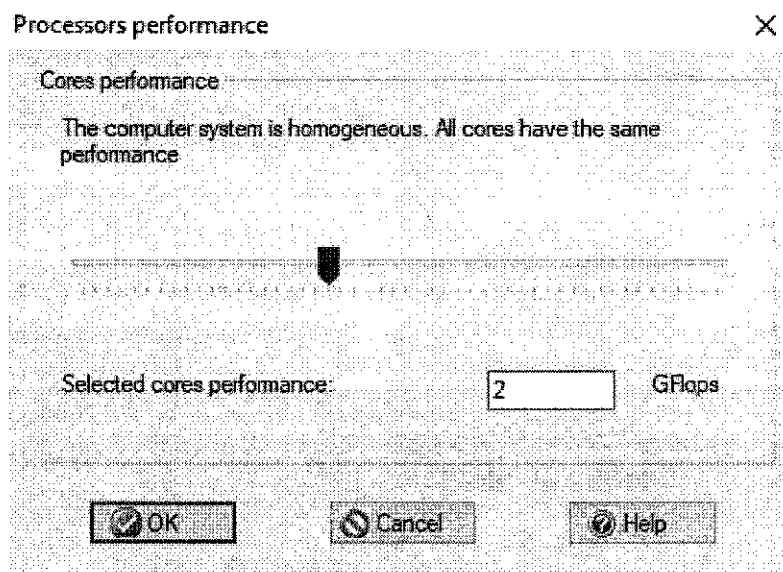 Processors performance
Cores performance
The computer system is homogeneous. All cores have the same
performance
Selected cores performance:
2
GFlops
OK
Cancel
Help